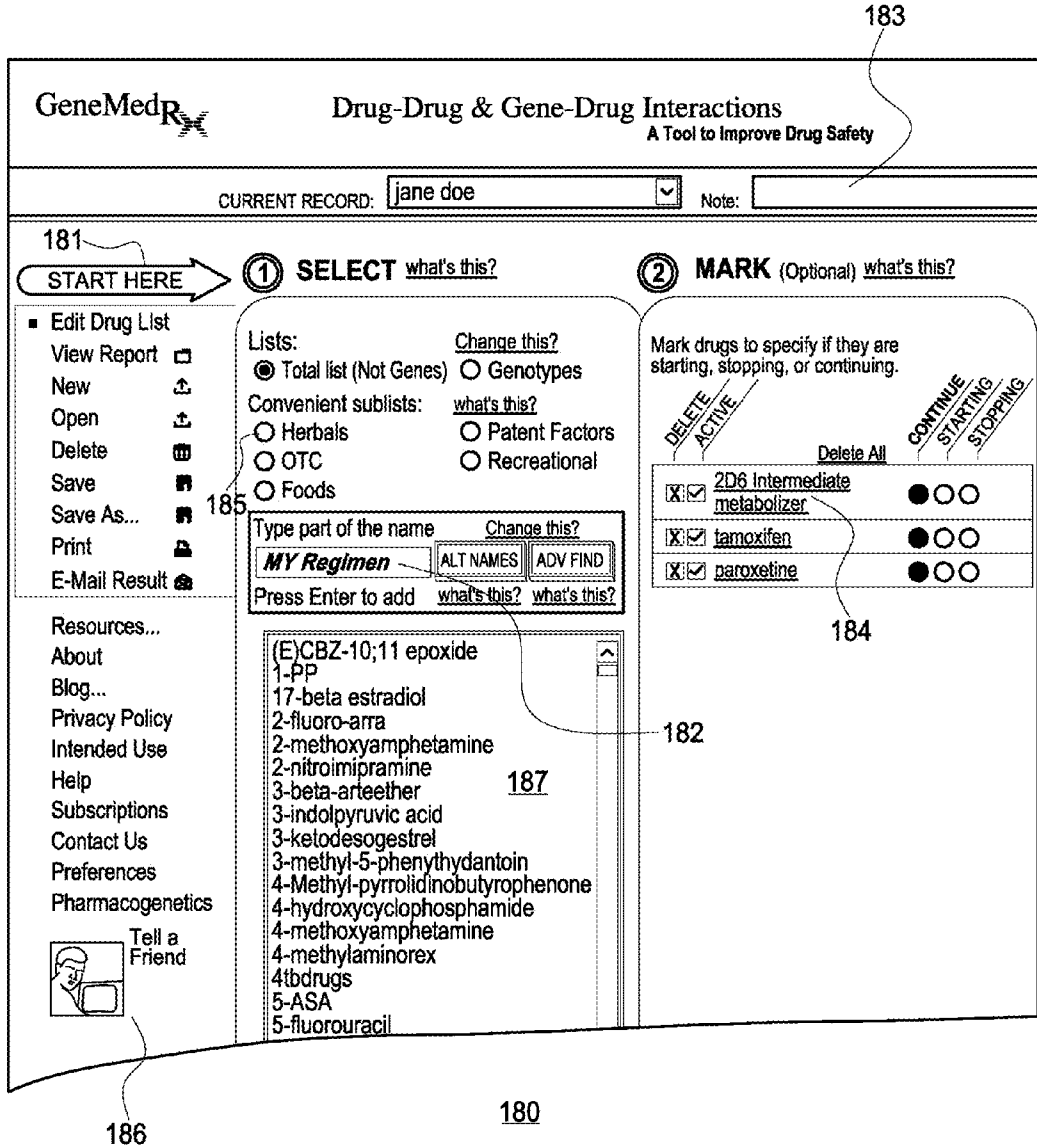 183
GeneMedRx
Drug-Drug & Gene-Drug Interactions
A Tool to Improve Drug Safety
CURRENT RECORD: jane doe Note:
181
START HERE
Edit Drug List
View Report
New
Open
Delete
Save
Save As...
Print
E-Mail Result
Resources...
About
Blog...
Privacy Policy
Intended Use
Help
Subscriptions
Contact Us
Preferences
Pharmacogenetics
Tell a
Friend
186
1 SELECT what's this?
Lists: Change this?
Total list (Not Genes) Genotypes
Convenient sublists: what's this?
Herbals Patent Factors
OTC Recreational
Foods
185
Type part of the name Change this?
MY Regimen ALT NAMES ADV FIND
Press Enter to add what's this? what's this?
182
(E)CBZ-10;11 epoxide
1-PP
17-beta estradiol
2-fluoro-arra
2-methoxyamphetamine
2-nitroimipramine
3-beta-arteether
3-indolpyruvic acid
3-ketodesogestrel
3-methyl-5-phenythydantoin
4-Methyl-pyrrolidinobutyrophenone
4-hydroxycyclophosphamide
4-methoxyamphetamine
4-methylaminorex
4tbdrugs
5-ASA
5-fluorouracil
187
2 MARK (Optional) what's this?
Mark drugs to specify if they are
starting, stopping, or continuing.
DELETE ACTIVE CONTINUE STARTING STOPPING
Delete All
X 2D6 Intermediate
metabolizer
X tamoxifen
X paroxetine
184
180